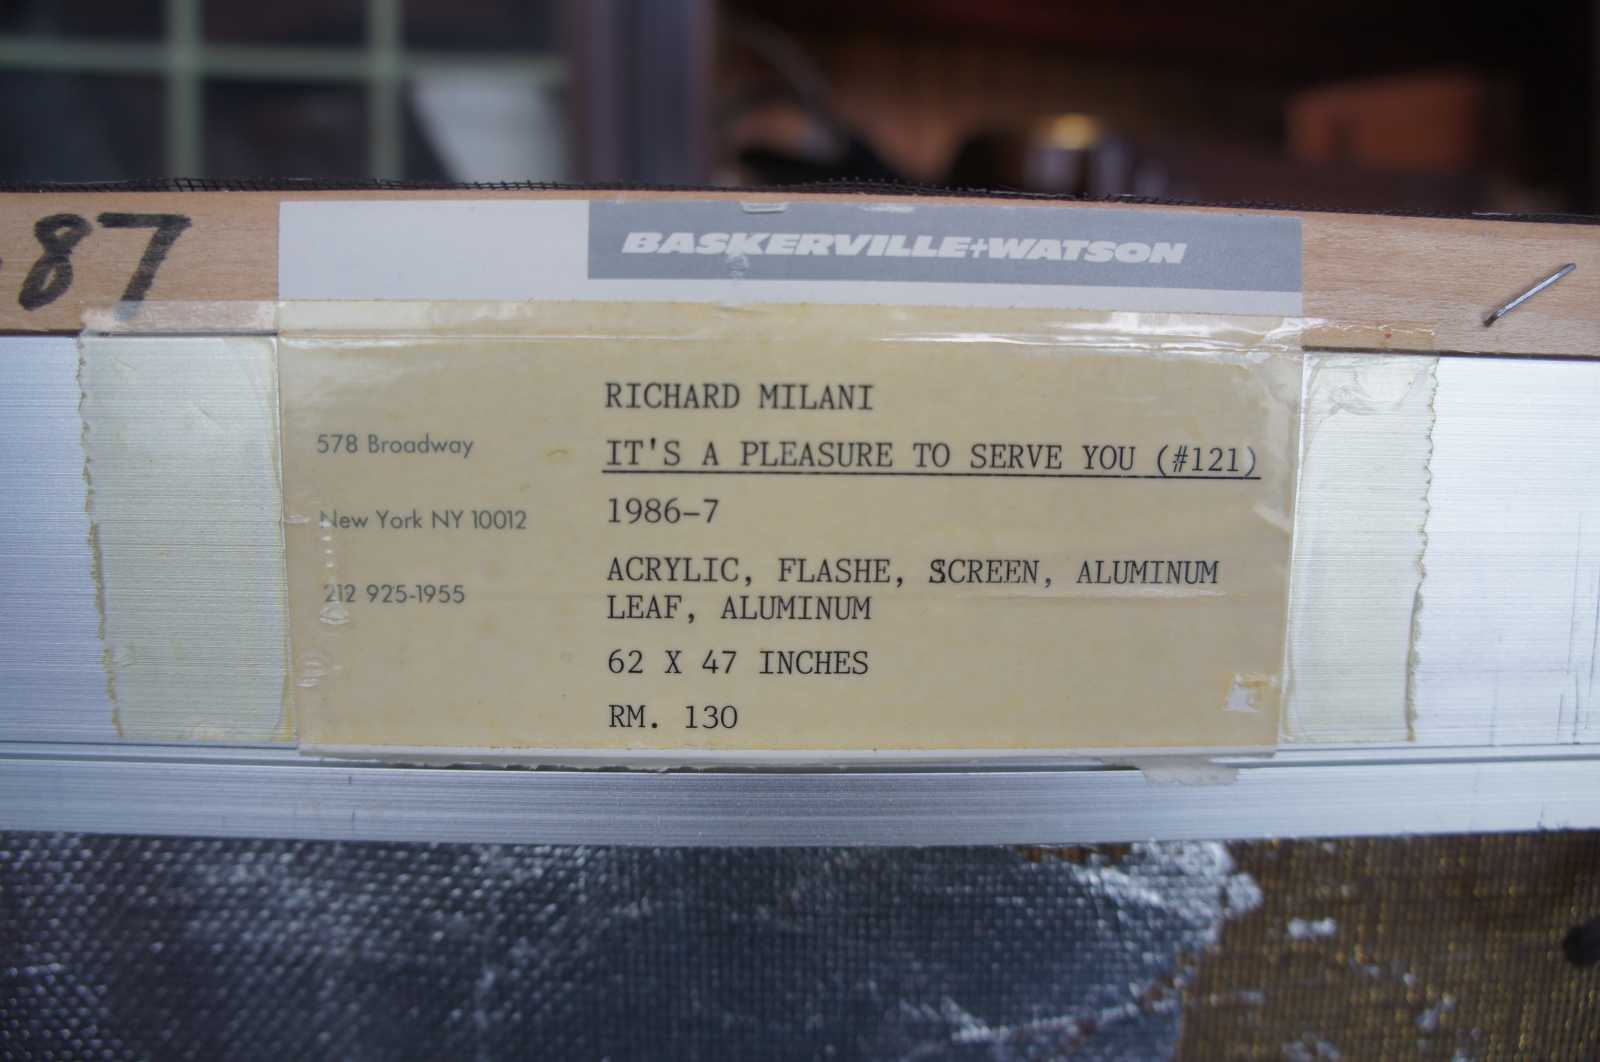 -87
BASKERVILLE+WATSON
RICHARD MILANI
578 Broadway
IT'S A PLEASURE TO SERVE YOU (#121)
New York NY 10012
1986-7
ACRYLIC, FLASHE, SCREEN, ALUMINUM
212 925-1955
LEAF, ALUMINUM
62 X 47 INCHES
RM. 130